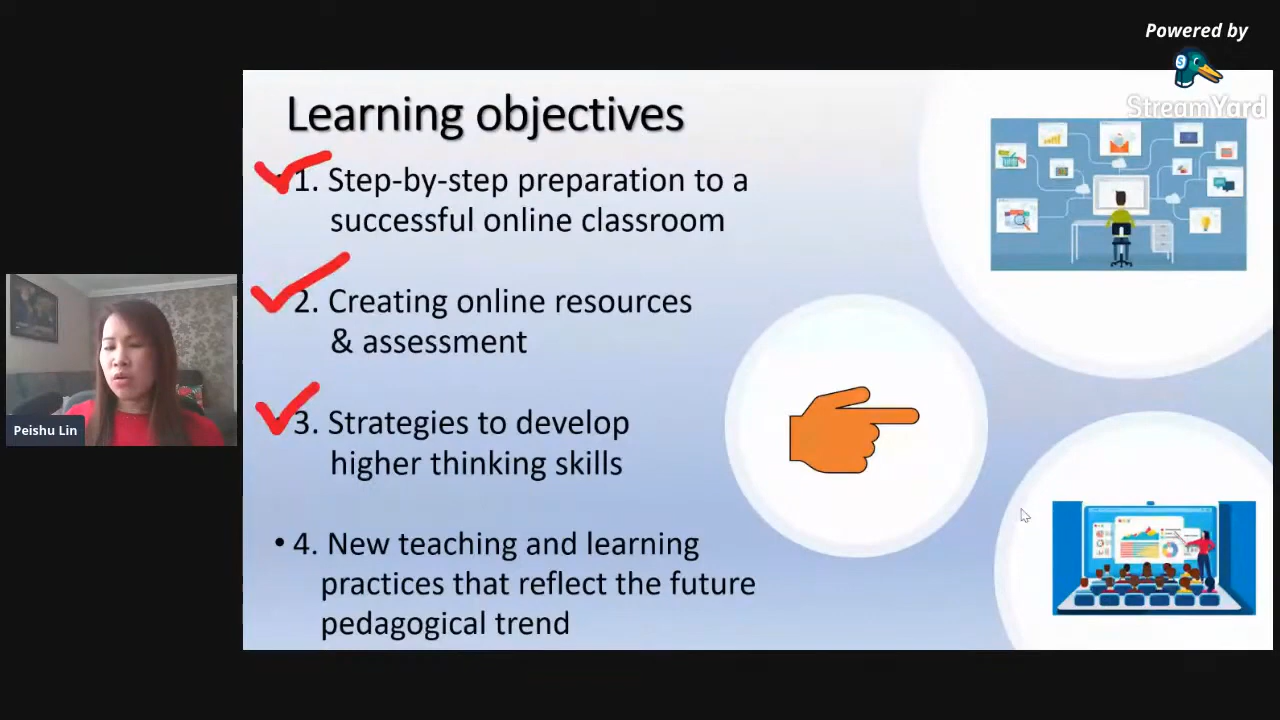 Powered by
StreamYard
Learning objectives
1. Step-by-step preparation to a
successful online classroom
2. Creating online resources
& assessment
3. Strategies to develop
higher thinking skills
• 4. New teaching and learning
practices that reflect the future
pedagogical trend
Peishu Lin